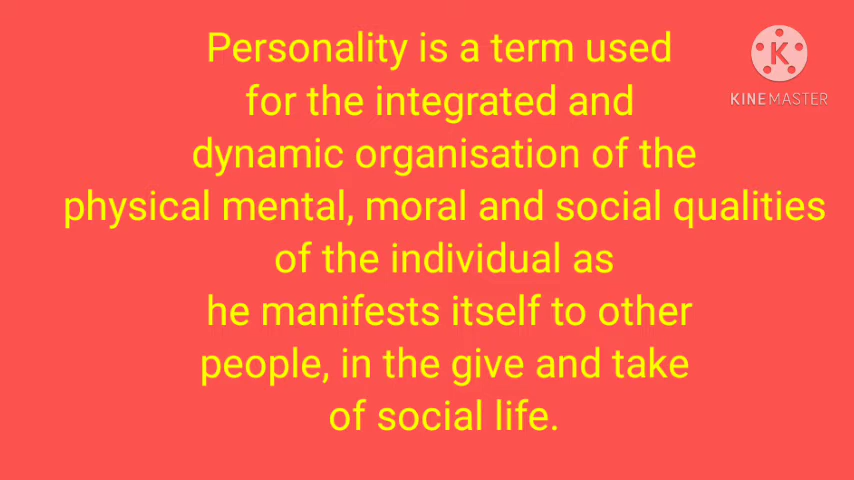 Personality is a term used
for the integrated and
dynamic organisation of the
physical mental, moral and social qualities
of the individual as
he manifests itself to other
people, in the give and take
of social life.
K
KINEMASTER